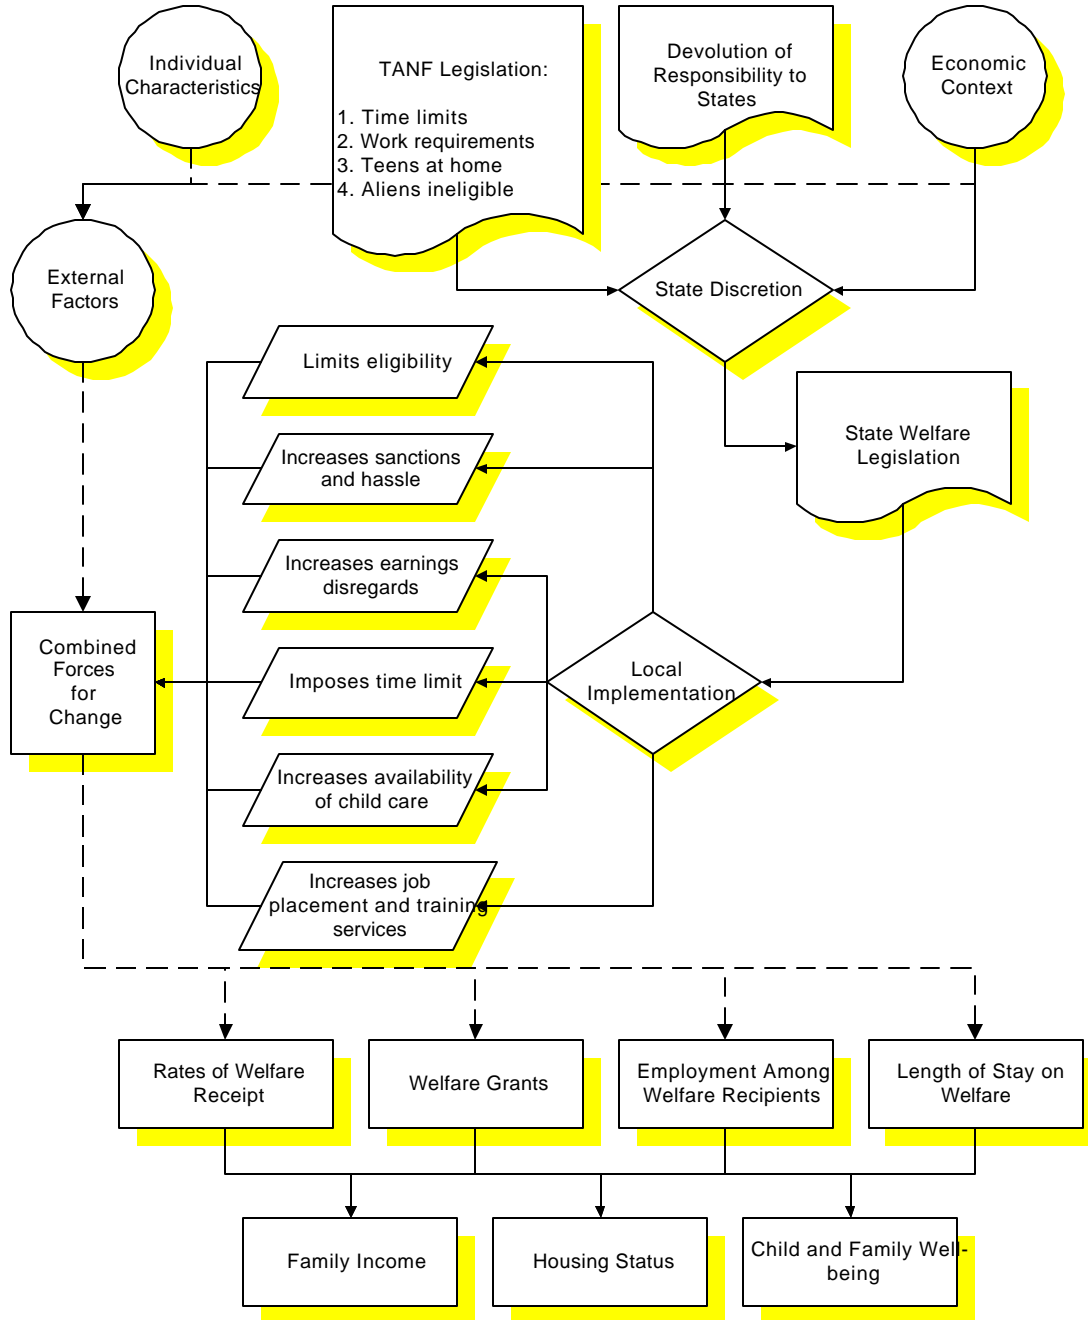 Individual
Characteristics
TANF Legislation:
1. Time limits
2. Work requirements
3. Teens at home
4. Aliens ineligible
Devolution of
Responsibility to
States
Economic
Context
External
Factors
State Discretion
Limits eligibility
State Welfare
Legislation
Increases sanctions
and hassle
Increases earnings
disregards
Combined
Forces
for
Change
Imposes time limit
Local
Implementation
Increases availability
of child care
Increases job
placement and training
services
Rates of Welfare
Receipt
Welfare Grants
Employment Among
Welfare Recipients
Length of Stay on
Welfare
Family Income
Housing Status
Child and Family Well-
being